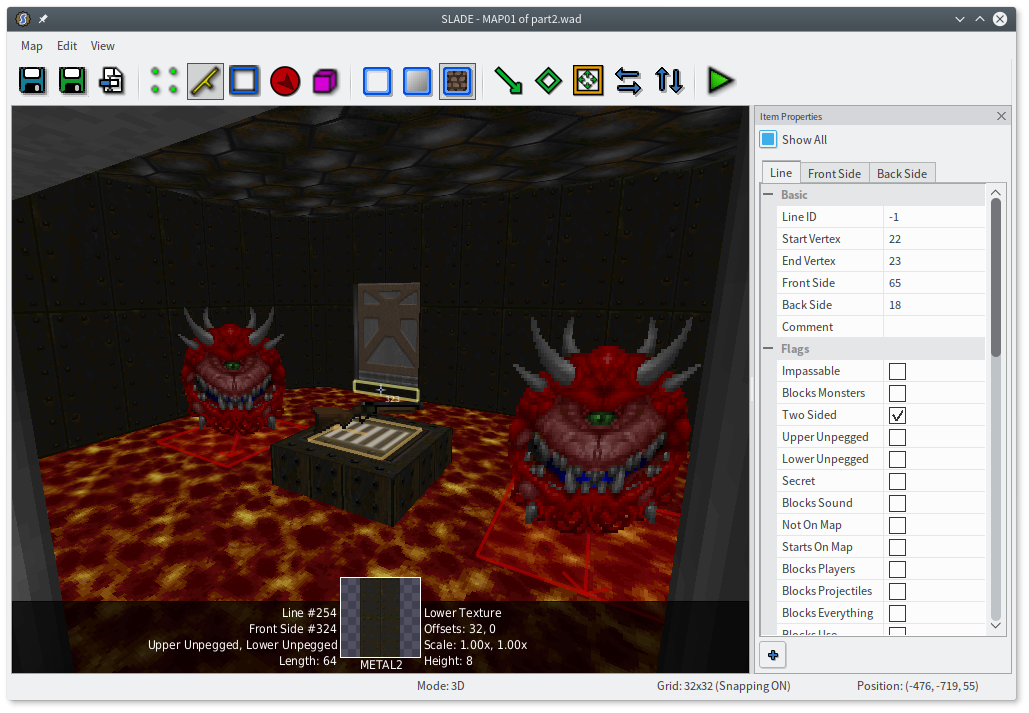 SLADE - MAP01 of part2.wad
Map Edit View
Item Properties
Show All
Line Front Side Back Side
Basic
Line ID -1
Start Vertex 22
End Vertex 23
Front Side 65
Back Side 18
Comment
Flags
Impassable
Blocks Monsters
Two Sided
Upper Unpegged
Lower Unpegged
Secret
Blocks Sound
Not On Map
Starts On Map
Blocks Players
Blocks Projectiles
Blocks Everything
Blocks Use
323
Line #254
Front Side #324
Upper Unpegged, Lower Unpegged
Length: 64
METAL2
Lower Texture
Offsets: 32, 0
Scale: 1.00x, 1.00x
Height: 8
Mode: 3D Grid: 32x32 (Snapping ON) Position: (-476, -719, 55)